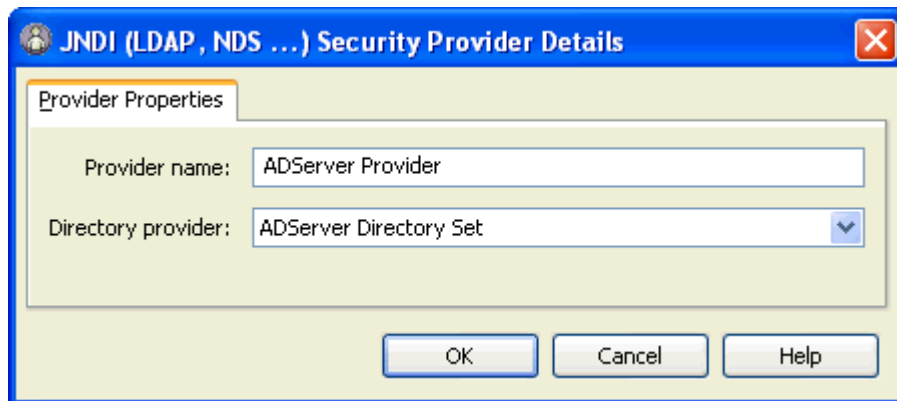 JNDI (LDAP, NDS ...) Security Provider Details
Provider Properties
Provider name: ADServer Provider
Directory provider: ADServer Directory Set
OK Cancel Help